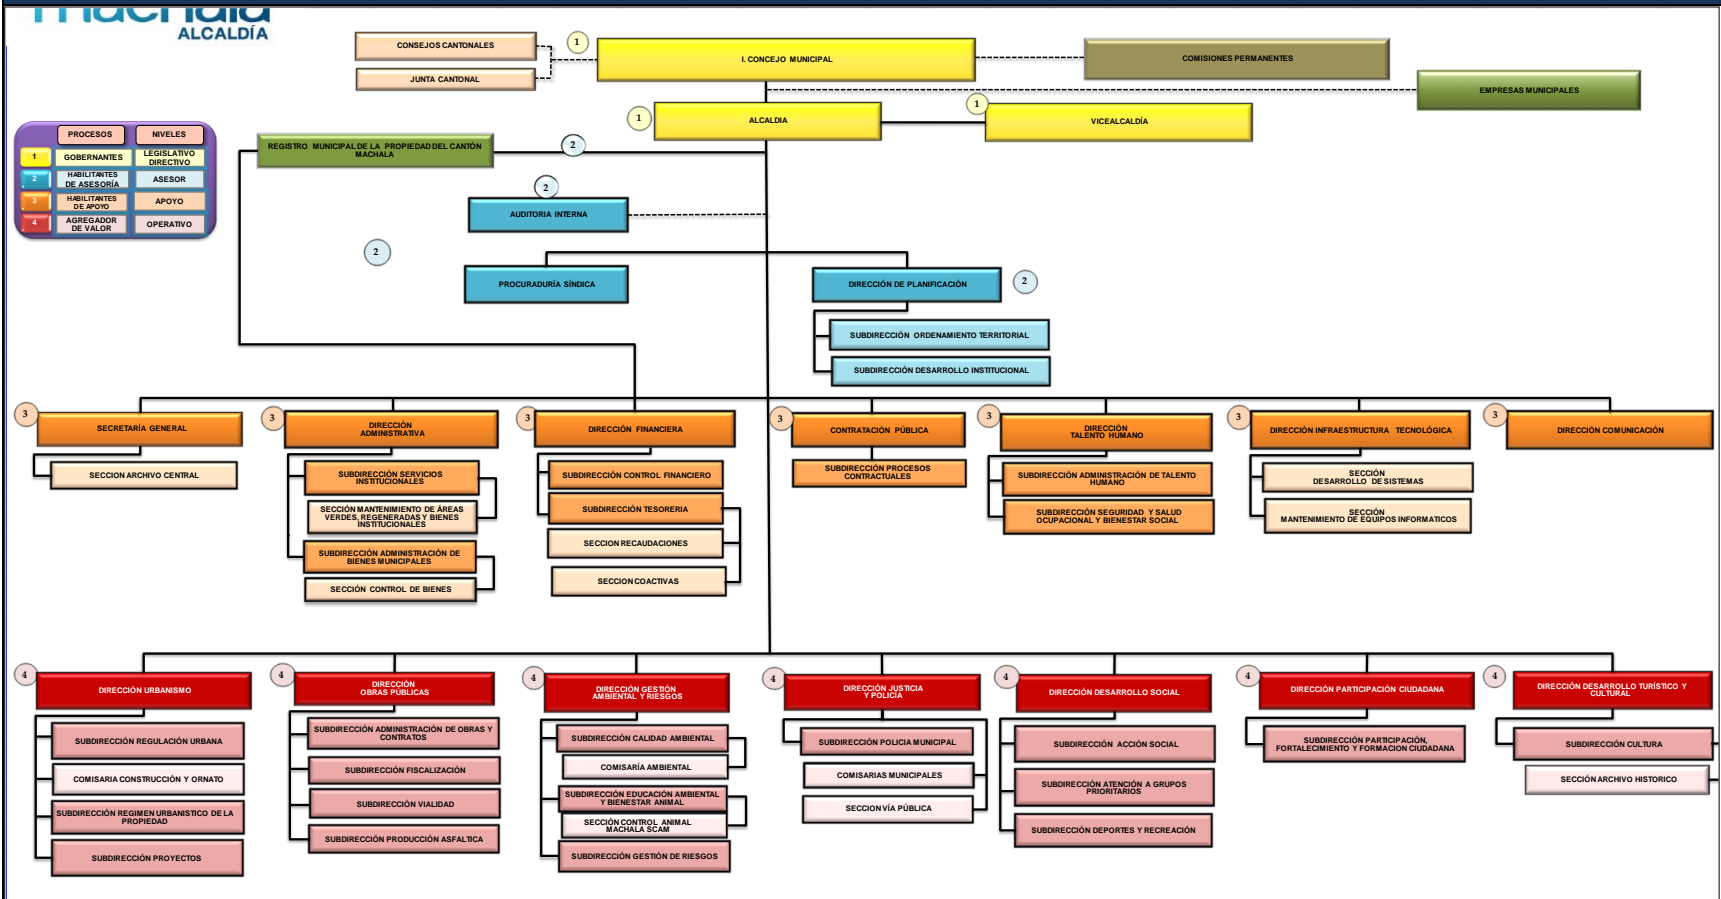 machala
ALCALDÍA
CONSEJOS CANTONALES
JUNTA CANTONAL
1
I. CONCEJO MUNICIPAL
COMISIONES PERMANENTES
EMPRESAS MUNICIPALES
1
ALCALDIA
1
VICEALCALDÍA
PROCESOS
NIVELES
1
GOBERNANTES
LEGISLATIVO
DIRECTIVO
2
HABILITANTES
DE ASESORÍA
ASESOR
3
HABILITANTES
DE APOYO
APOYO
4
AGREGADOR
DE VALOR
OPERATIVO
REGISTRO MUNICIPAL DE LA PROPIEDAD DEL CANTÓN
MACHALA
2
2
AUDITORIA INTERNA
2
PROCURADURÍA SÍNDICA
DIRECCIÓN DE PLANIFICACIÓN
2
SUBDIRECCIÓN ORDENAMIENTO TERRITORIAL
SUBDIRECCIÓN DESARROLLO INSTITUCIONAL
3
SECRETARÍA GENERAL
SECCION ARCHIVO CENTRAL
3
DIRECCIÓN
ADMINISTRATIVA
SUBDIRECCIÓN SERVICIOS
INSTITUCIONALES
SECCIÓN MANTENIMIENTO DE ÁREAS
VERDES, REGENERADAS Y BIENES
INSTITUCIONALES
SUBDIRECCIÓN ADMINISTRACIÓN DE
BIENES MUNICIPALES
SECCIÓN CONTROL DE BIENES
3
DIRECCIÓN FINANCIERA
SUBDIRECCIÓN CONTROL FINANCIERO
SUBDIRECCIÓN TESORERIA
SECCION RECAUDACIONES
SECCION COACTIVAS
3
CONTRATACIÓN PÚBLICA
SUBDIRECCIÓN PROCESOS
CONTRACTUALES
3
DIRECCIÓN
TALENTO HUMANO
SUBDIRECCIÓN ADMINISTRACIÓN DE TALENTO
HUMANO
SUBDIRECCIÓN SEGURIDAD Y SALUD
OCUPACIONAL Y BIENESTAR SOCIAL
3
DIRECCIÓN INFRAESTRUCTURA TECNOLÓGICA
SECCIÓN
DESARROLLO DE SISTEMAS
SECCIÓN
MANTENIMIENTO DE EQUIPOS INFORMATICOS
3
DIRECCIÓN COMUNICACIÓN
4
DIRECCIÓN URBANISMO
SUBDIRECCIÓN REGULACIÓN URBANA
COMISARIA CONSTRUCCIÓN Y ORNATO
SUBDIRECCIÓN REGIMEN URBANISTICO DE LA
PROPIEDAD
SUBDIRECCIÓN PROYECTOS
4
DIRECCIÓN
OBRAS PÚBLICAS
SUBDIRECCIÓN ADMINISTRACIÓN DE OBRAS Y
CONTRATOS
SUBDIRECCIÓN FISCALIZACIÓN
SUBDIRECCIÓN VIALIDAD
SUBDIRECCIÓN PRODUCCIÓN ASFALTICA
4
DIRECCIÓN GESTIÓN
AMBIENTAL Y RIESGOS
SUBDIRECCIÓN CALIDAD AMBIENTAL
COMISARÍA AMBIENTAL
SUBDIRECCIÓN EDUCACIÓN AMBIENTAL
Y BIENESTAR ANIMAL
SECCIÓN CONTROL ANIMAL
MACHALA SCAM
SUBDIRECCIÓN GESTIÓN DE RIESGOS
4
DIRECCIÓN JUSTICIA
Y POLICÍA
SUBDIRECCIÓN POLICIA MUNICIPAL
COMISARIAS MUNICIPALES
SECCION VÍA PÚBLICA
4
DIRECCIÓN DESARROLLO SOCIAL
SUBDIRECCIÓN ACCIÓN SOCIAL
SUBDIRECCIÓN ATENCIÓN A GRUPOS
PRIORITARIOS
SUBDIRECCIÓN DEPORTES Y RECREACIÓN
4
DIRECCIÓN PARTICIPACIÓN CIUDADANA
SUBDIRECCIÓN PARTICIPACIÓN,
FORTALECIMIENTO Y FORMACION CIUDADANA
4
DIRECCIÓN DESARROLLO TURÍSTICO Y
CULTURAL
SUBDIRECCIÓN CULTURA
SECCIÓN ARCHIVO HISTORICO